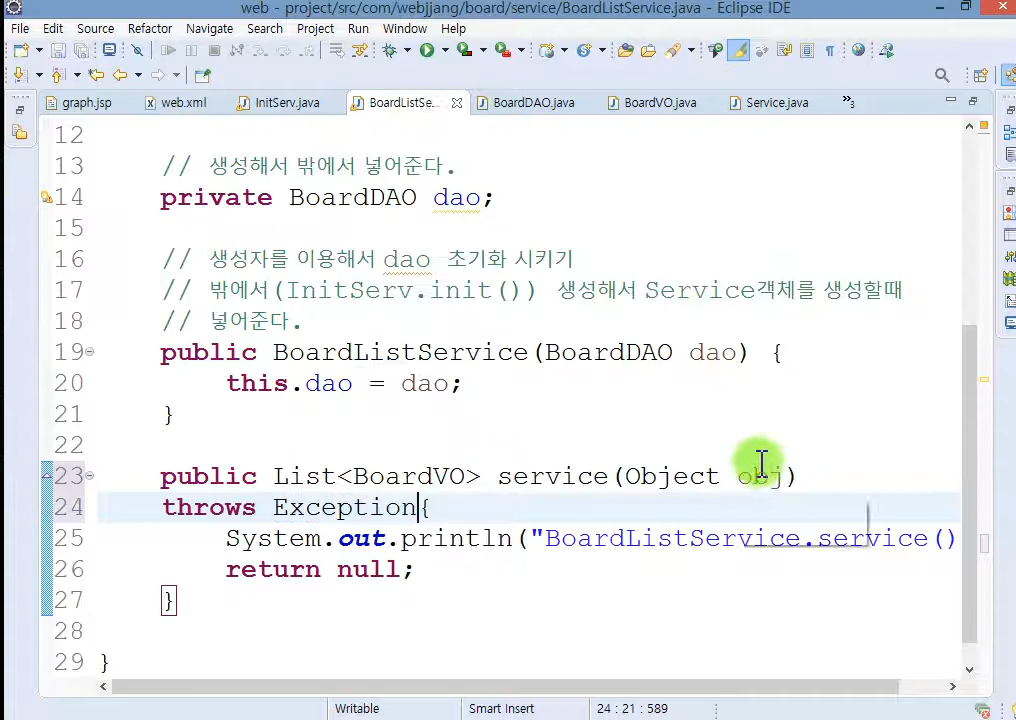 web - project/src/com/webjjang/board/service/BoardListService.java - Eclipse IDE
File Edit Source Refactor Navigate Search Project Run Window Help
graph.jsp web.xml InitServ.java BoardListSe... BoardDAO.java BoardVO.java Service.java »3
12
13 // 생성해서 밖에서 넣어준다.
14 private BoardDAO dao;
15
16 // 생성자를 이용해서 dao 초기화 시키기
17 // 밖에서(InitServ.init()) 생성해서 Service객체를 생성할때
18 // 넣어준다.
19 public BoardListService(BoardDAO dao) {
20 this.dao = dao;
21 }
22
23 public List<BoardVO> service(Object obj)
24 throws Exception{
25 System.out.println("BoardListService.service()
26 return null;
27 }
28
29 }
Writable Smart Insert 24 : 21 : 589